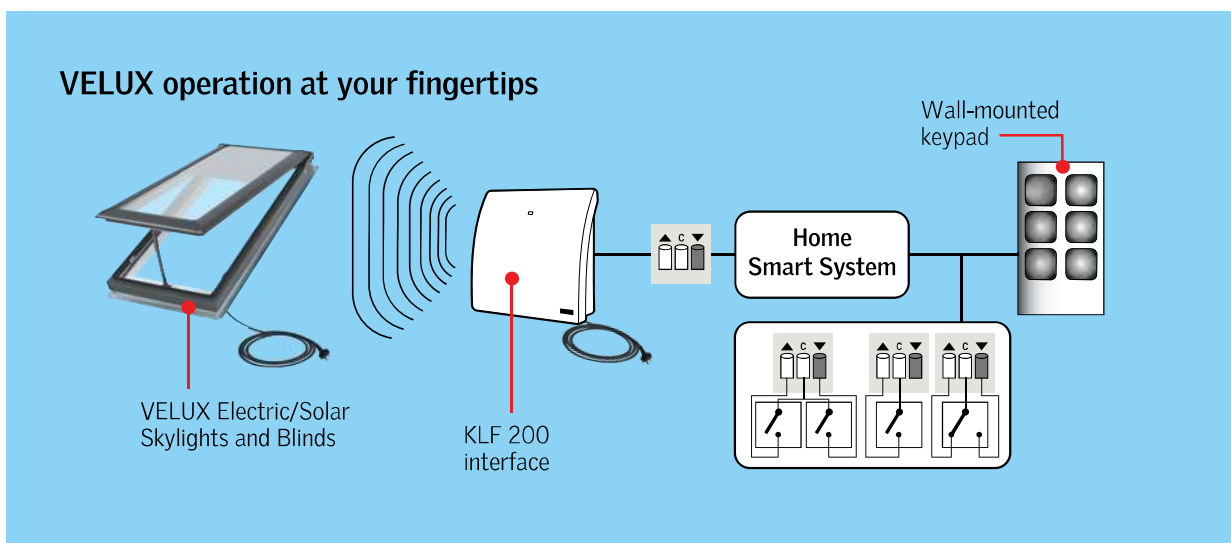 VELUX operation at your fingertips
Wall-mounted
keypad
▲ C ▼
Home
Smart System
▲ C ▼
▲ C ▼
▲ C ▼
VELUX Electric/Solar
Skylights and Blinds
KLF 200
interface